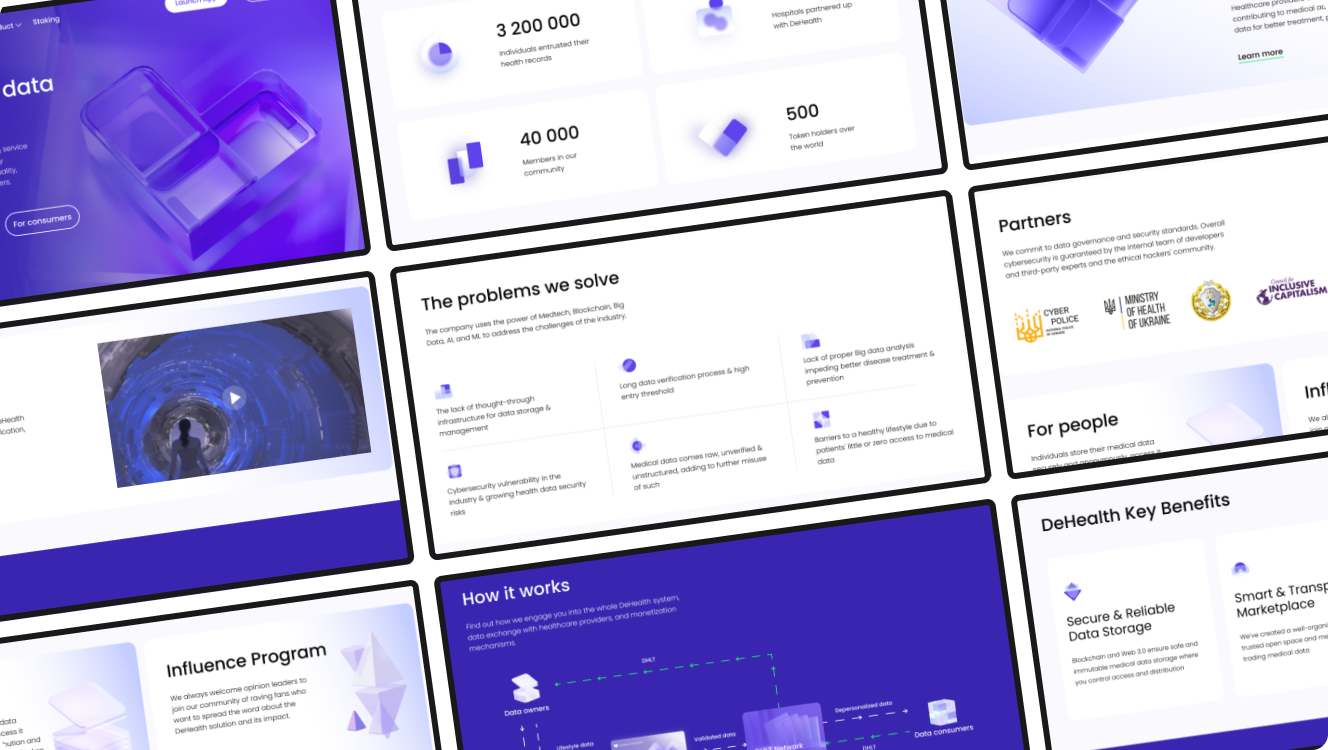 Staking
Launch App
data
service
For consumers
3 200 000
Individuals entrusted their
health records
Hospitals partnered up
with DeHealth
40 000
Members in our
community
500
Token holders over
the world
Healthcare
contributing to medical
data for better treatment,
Learn more
The problems we solve
The company uses the power of Medtech, Blockchain, Big
Data, AI, and ML to address the challenges of the industry.
The lack of thought-through
infrastructure for data storage &
management
Long data verification process & high
entry threshold
Lack of proper Big data analysis
impeding better disease treatment &
prevention
Cybersecurity vulnerability in the
industry & growing health data security
risks
Medical data comes raw, unverified &
unstructured, adding to further misuse
of such
Barriers to a healthy lifestyle due to
patients' little or zero access to medical
data
Partners
We commit to data governance and security standards. Overall
cybersecurity is guaranteed by the internal team of developers
and third-party experts and the ethical hackers' community.
CYBER
POLICE
MINISTRY
OF HEALTH
OF UKRAINE
Council for
INCLUSIVE
CAPITALISM
For people
Individuals store their medical data
securely and anonymously, access it
We
join
Influence Program
We always welcome opinion leaders to
join our community of raving fans who
want to spread the word about the
DeHealth solution and its impact.
data
and
How it works
Find out how we engage you into the whole DeHealth system,
data exchange with healthcare providers, and monetization
mechanisms.
DHLT
Data owners
Lifestyle data
Validated data
Network
Depersonalized data
DHLT
Data consumers
DeHealth Key Benefits
Secure & Reliable
Data Storage
Blockchain and Web 3.0 ensure safe and
immutable medical data storage where
you control access and distribution
Smart &
Marketplace
We've created a
trusted open space and
trading medical data